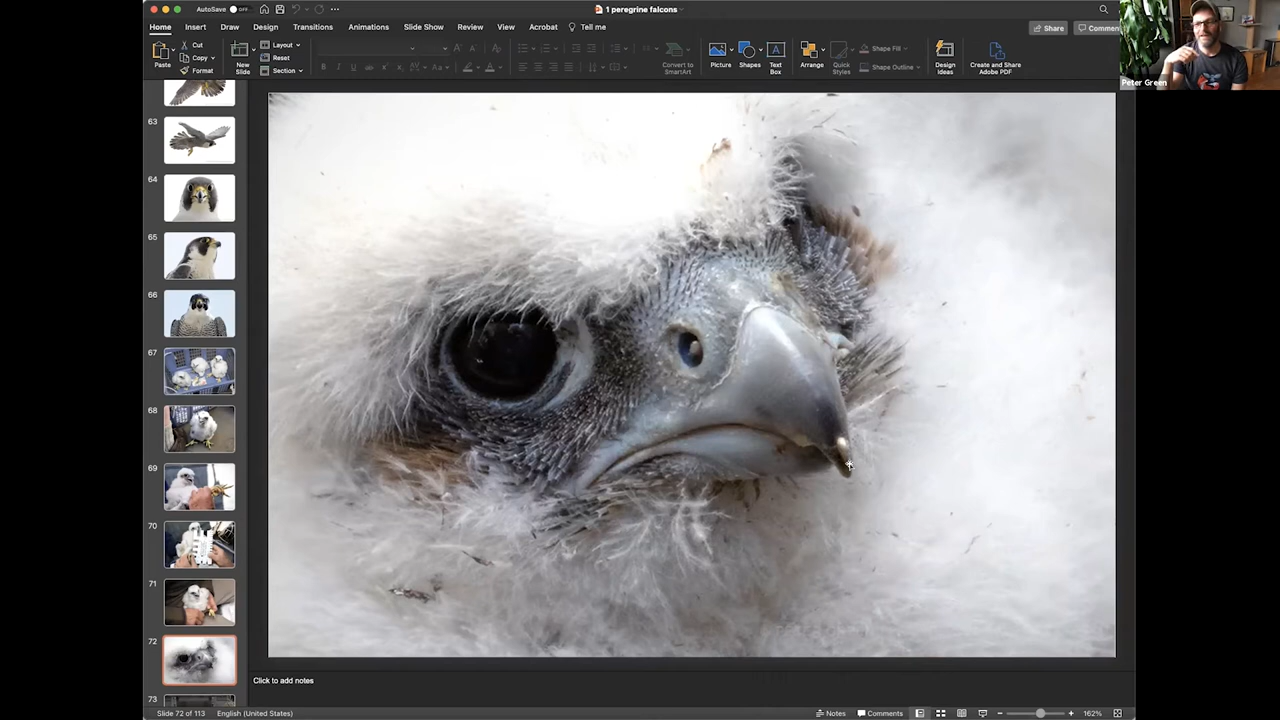 AutoSave OFF
1 peregrine falcons
Home Insert Draw Design Transitions Animations Slide Show Review View Acrobat Tell me
Share
Paste
Cut
Copy
Format
New Slide
Layout
Reset
Section
Convert to SmartArt
Picture
Shapes
Text Box
Arrange
Quick Styles
Shape Fill
Shape Outline
Design Ideas
Create and Share Adobe PDF
Peter Green
63
64
65
66
67
68
69
70
71
72
73
Click to add notes
Slide 72 of 113 English (United States) Notes Comments 162%